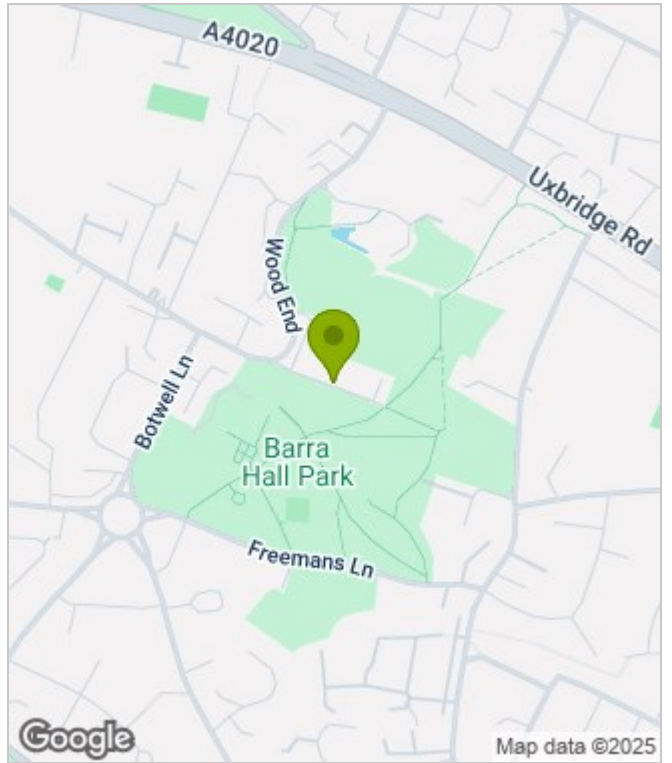 A4020
Uxbridge Rd
Wood End
Botwell Ln
Barra
Hall Park
Freemans Ln
Google
Map data ©2025